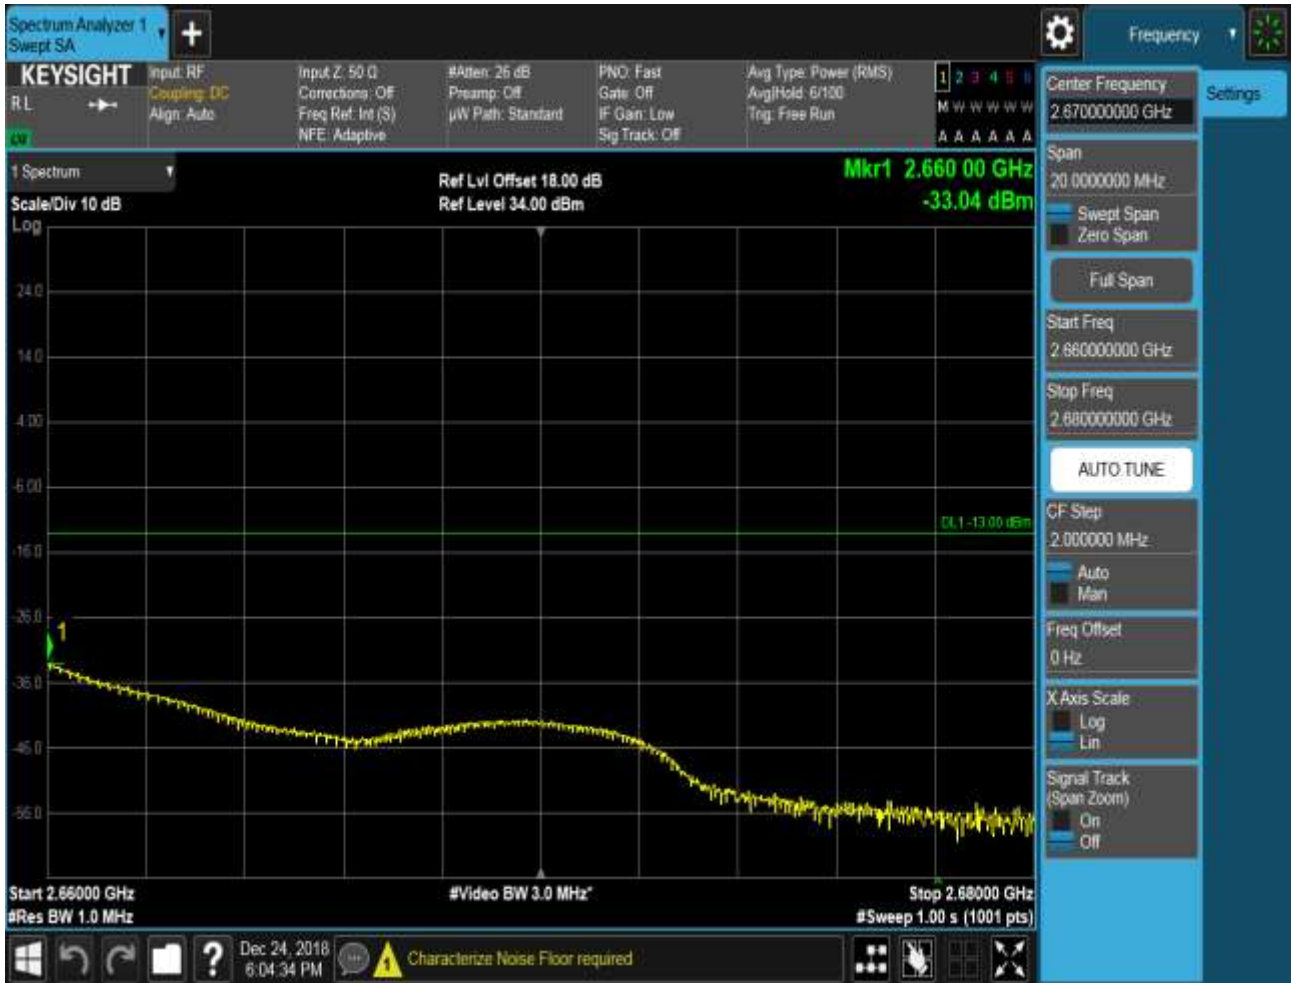 Spectrum Analyzer 1
Swept SA
+
Frequency
KEYSIGHT
R L
Input: RF
Coupling: DC
Align: Auto
Input Z: 50 Ω
Corrections: Off
Freq Ref: Int (S)
NFE: Adaptive
#Atten: 26 dB
Preamp: Off
µW Path: Standard
PNO: Fast
Gate: Off
IF Gain: Low
Sig Track: Off
Avg Type: Power (RMS)
Avg|Hold: 6/100
Trig: Free Run
1 2 3 4 5 6
M W W W W W
A A A A A A
1 Spectrum
Scale/Div 10 dB
Log
Ref Lvl Offset 18.00 dB
Ref Level 34.00 dBm
Mkr1 2.660 00 GHz
-33.04 dBm
24.0
14.0
4.00
-6.00
-16.0
-26.0
-36.0
-46.0
-56.0
DL1 -13.00 dBm
1
Start 2.66000 GHz
#Res BW 1.0 MHz
#Video BW 3.0 MHz*
Stop 2.68000 GHz
#Sweep 1.00 s (1001 pts)
Center Frequency
2.670000000 GHz
Settings
Span
20.0000000 MHz
Swept Span
Zero Span
Full Span
Start Freq
2.660000000 GHz
Stop Freq
2.680000000 GHz
AUTO TUNE
CF Step
2.000000 MHz
Auto
Man
Freq Offset
0 Hz
X Axis Scale
Log
Lin
Signal Track
(Span Zoom)
On
Off
?
Dec 24, 2018
6:04:34 PM
1
Characterize Noise Floor required